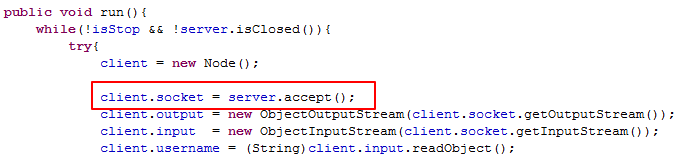 public void run(){
while(!isStop && !server.isClosed()){
try{
client = new Node();
client.socket = server.accept();
client.output = new ObjectOutputStream(client.socket.getOutputStream());
client.input  = new ObjectInputStream(client.socket.getInputStream());
client.username = (String)client.input.readObject();